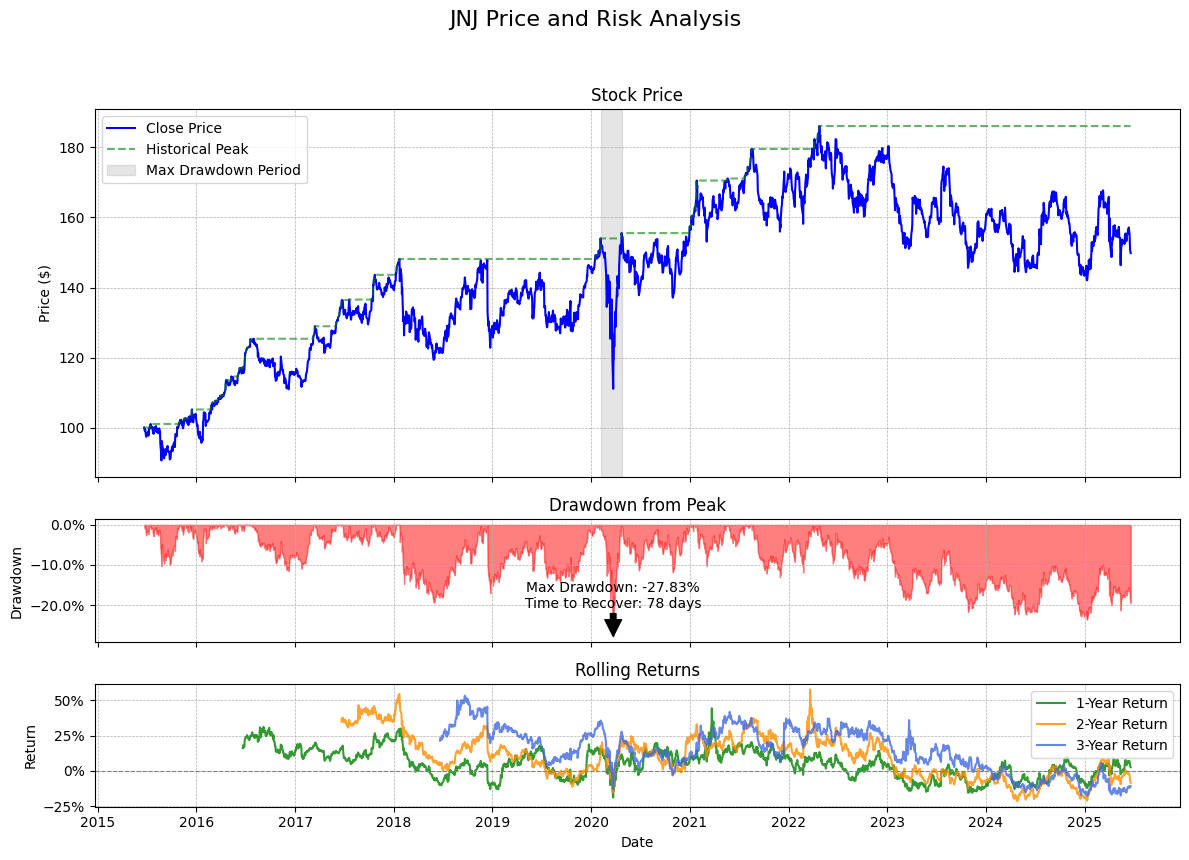 JNJ Price and Risk Analysis
Stock Price
Close Price
Historical Peak
Max Drawdown Period
Price ($)
180
160
140
120
100
Drawdown from Peak
Drawdown
0.0%
−10.0%
−20.0%
Max Drawdown: -27.83%
Time to Recover: 78 days
Rolling Returns
Return
50%
25%
0%
−25%
1-Year Return
2-Year Return
3-Year Return
2015 2016 2017 2018 2019 2020 2021 2022 2023 2024 2025
Date